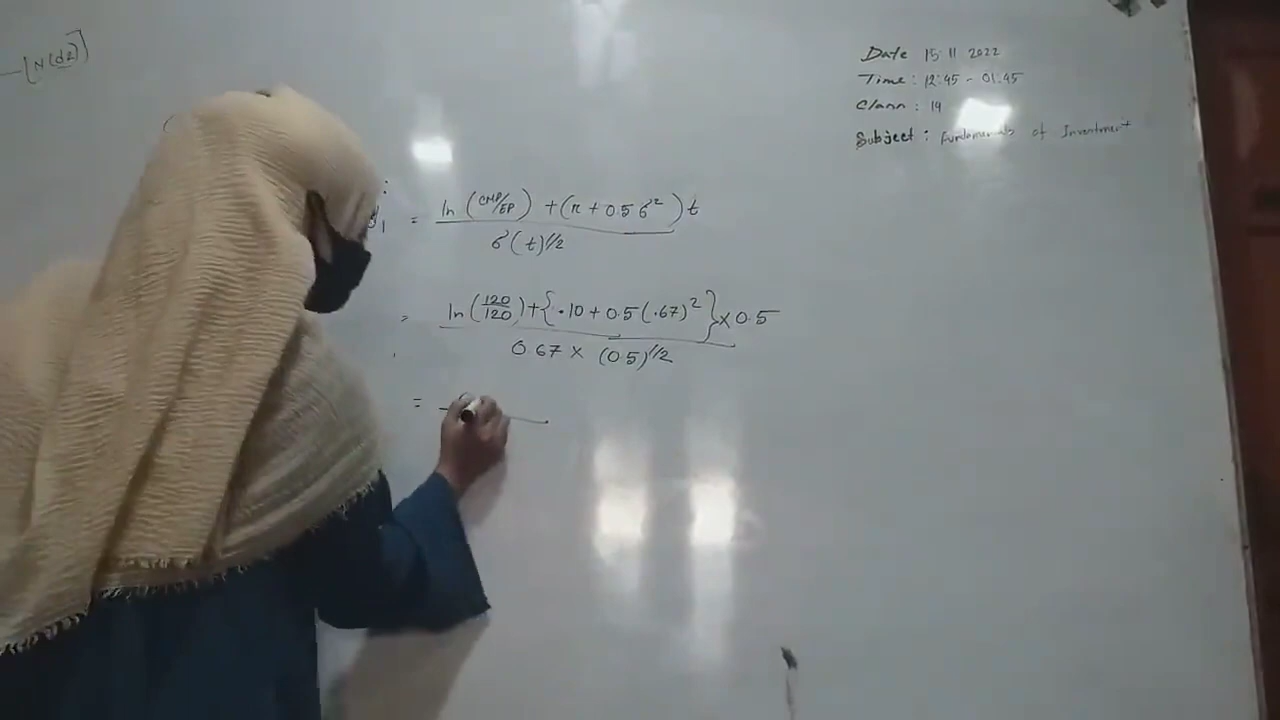 -[N(d2)]
Date 15 11 2022
Time: 12:45 - 01:45
Class : 19
Subject: Fundamentals of Investment
d1 = ln (CMP/EP) + (r + 0.5 σ²) t
σ (t)^1/2
= ln (120/120) + {.10 + 0.5 (.67)²} x 0.5
0.67 x (0.5)^1/2
=